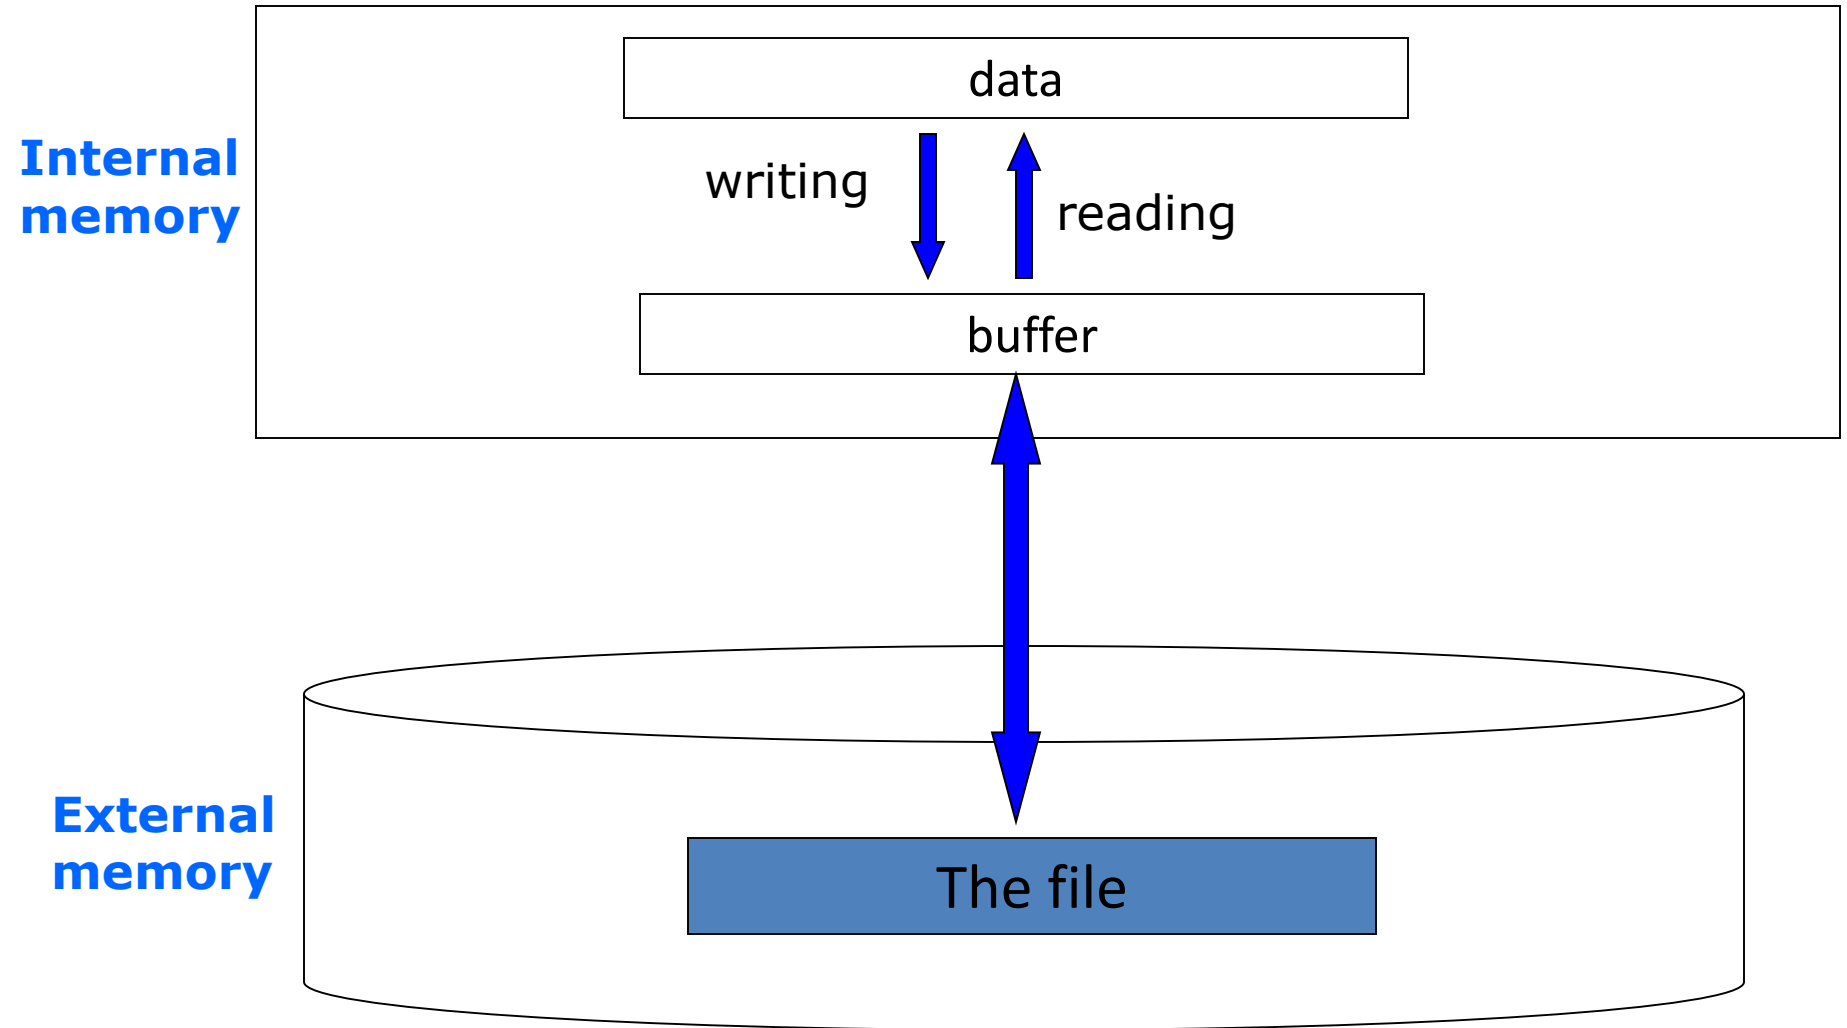 data
Internal
memory
writing
reading
buffer
External
memory
The file